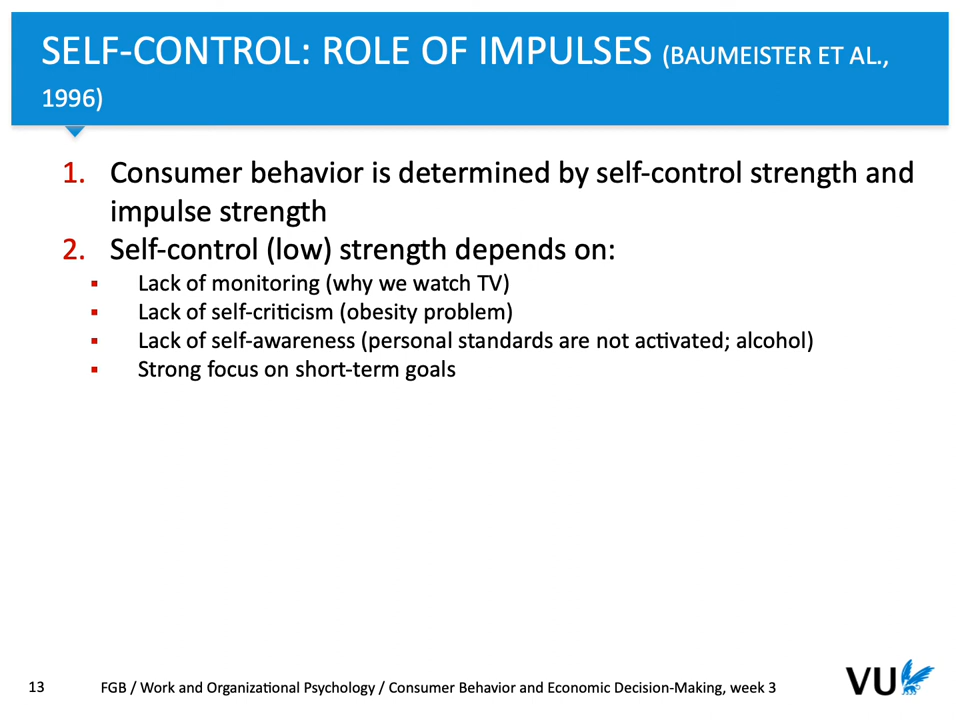 SELF-CONTROL: ROLE OF IMPULSES (BAUMEISTER ET AL.,
1996)
1. Consumer behavior is determined by self-control strength and
impulse strength
2. Self-control (low) strength depends on:
▪ Lack of monitoring (why we watch TV)
▪ Lack of self-criticism (obesity problem)
▪ Lack of self-awareness (personal standards are not activated; alcohol)
▪ Strong focus on short-term goals
13 FGB / Work and Organizational Psychology / Consumer Behavior and Economic Decision-Making, week 3
VU